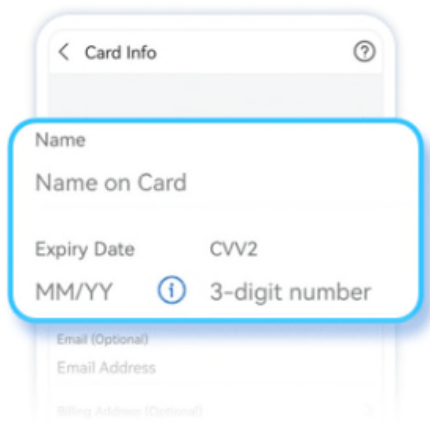 Card Info
Name
Name on Card
Expiry Date CVV2
MM/YY 3-digit number
Email (Optional)
Email Address
Billing Address (Optional)